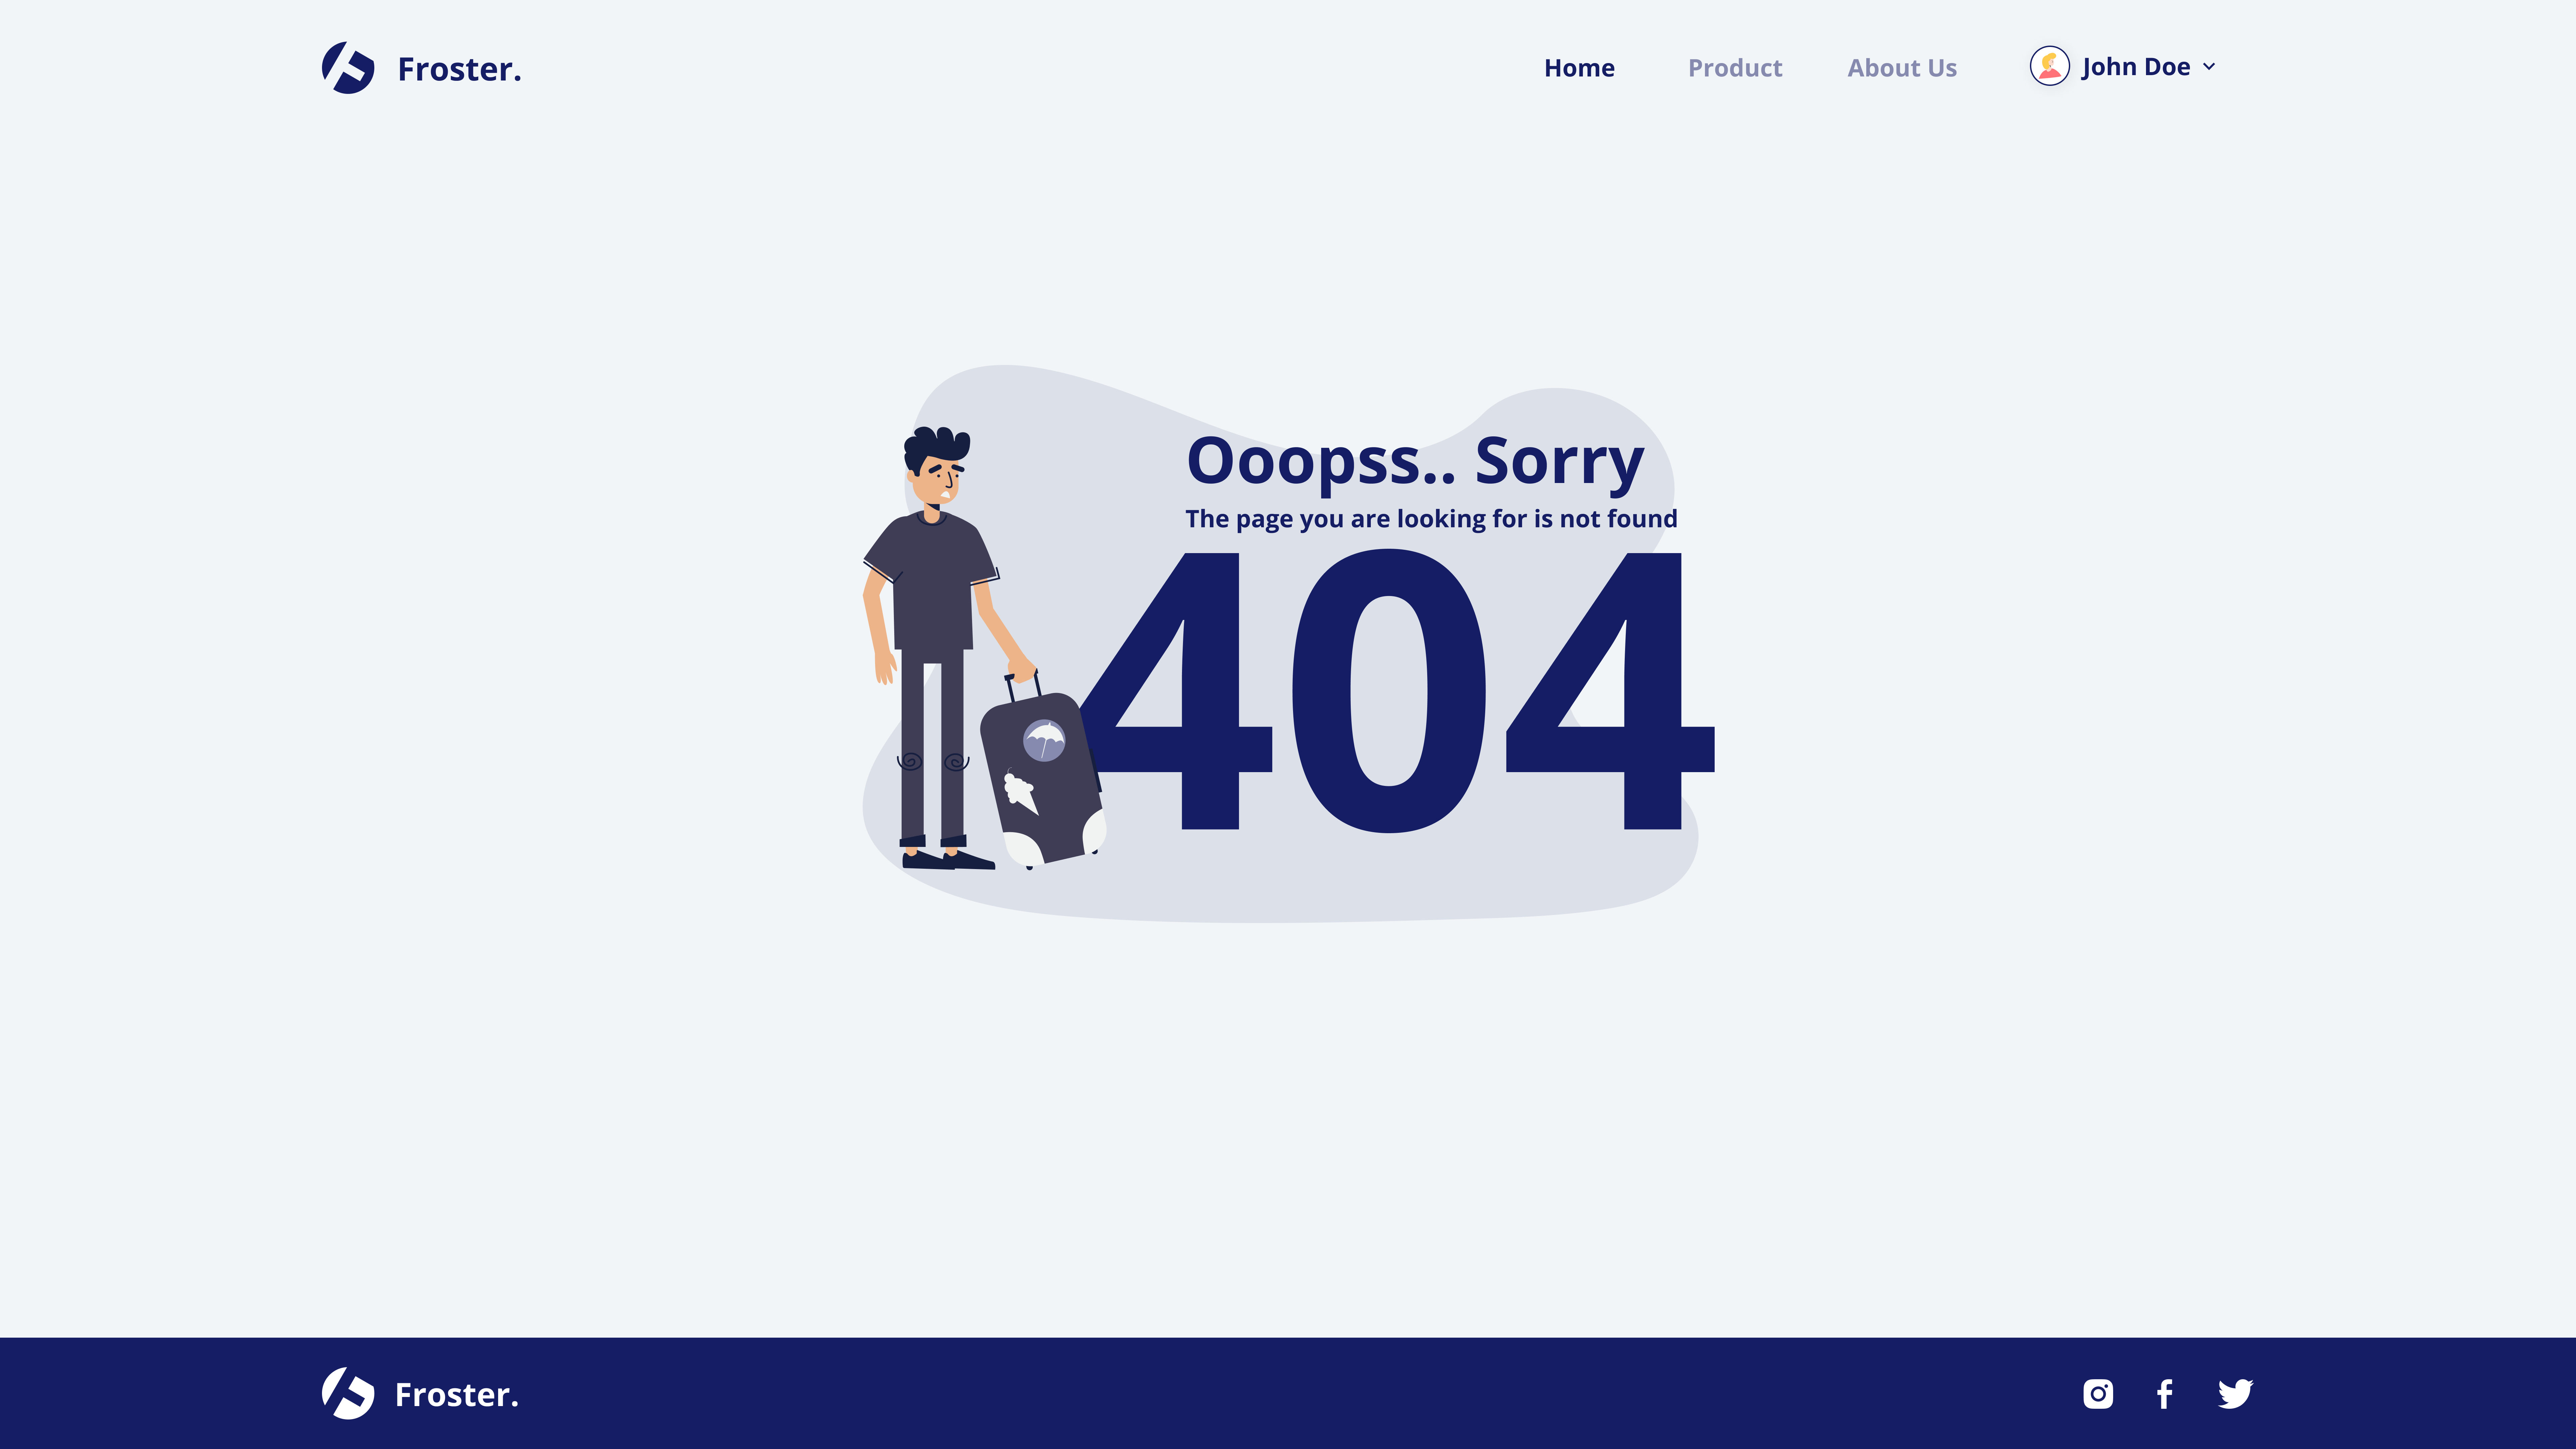 Froster.
Home Product About Us John Doe
Ooopss.. Sorry
The page you are looking for is not found
404
Froster.